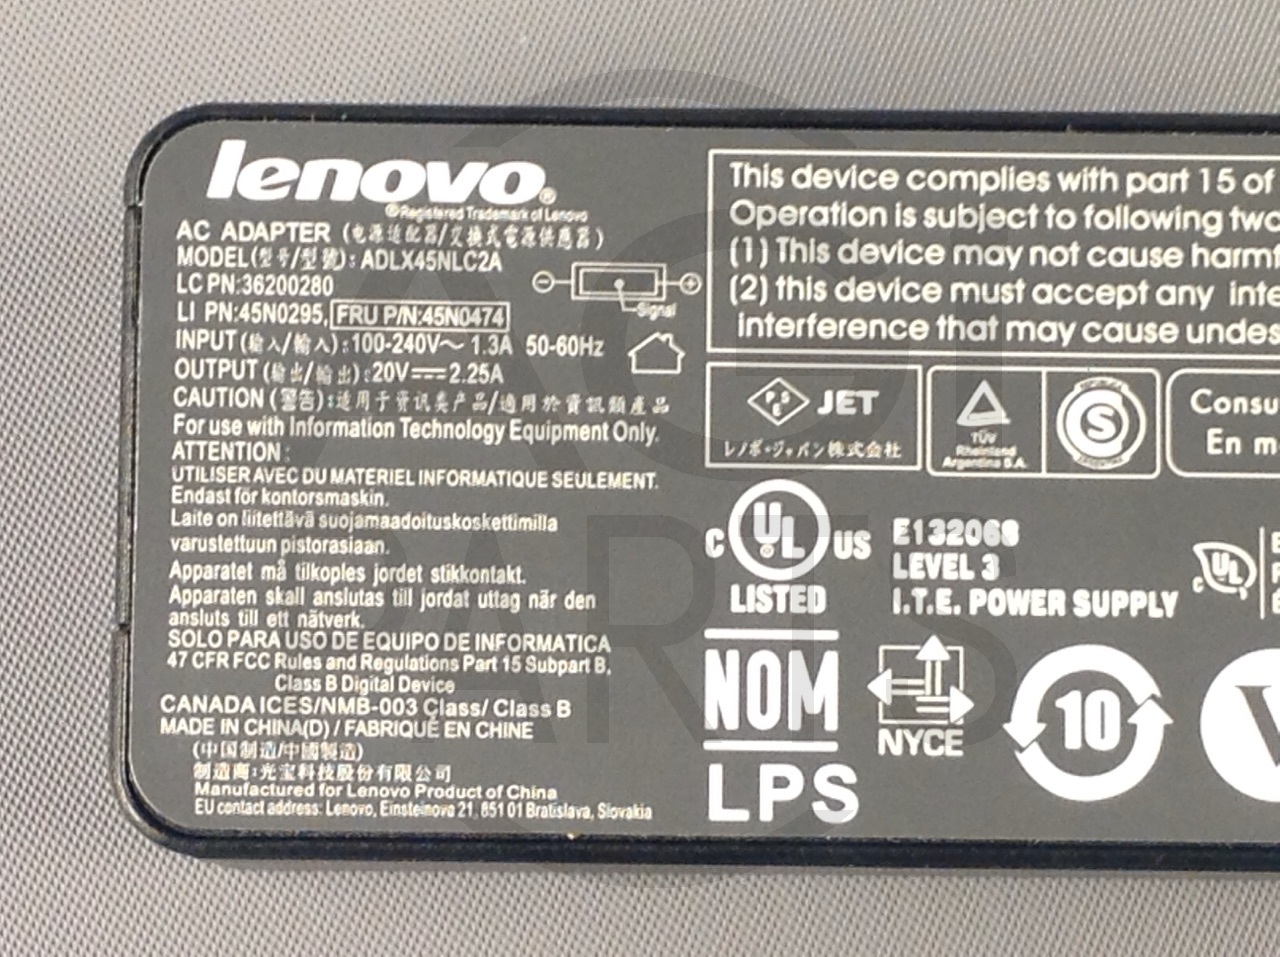 lenovo®
®Registered Trademark of Lenovo
AC ADAPTER (电源适配器/交換式電源供應器)
MODEL(型号/型號): ADLX45NLC2A
LC PN:36200280
LI PN:45N0295, FRU P/N:45N0474
Signal
INPUT (输入/輸入):100-240V～ 1.3A 50-60Hz
OUTPUT (输出/輸出):20V⎓2.25A
CAUTION (警告):适用于资讯类产品/適用於資訊類產品
For use with Information Technology Equipment Only.
ATTENTION:
UTILISER AVEC DU MATERIEL INFORMATIQUE SEULEMENT.
Endast för kontorsmaskin.
Laite on liitettävä suojamaadoituskoskettimilla
varustettuun pistorasiaan.
Apparatet må tilkoples jordet stikkontakt.
Apparaten skall anslutas till jordat uttag när den
ansluts till ett nätverk.
SOLO PARA USO DE EQUIPO DE INFORMATICA
47 CFR FCC Rules and Regulations Part 15 Subpart B,
Class B Digital Device
CANADA ICES/NMB-003 Class/ Class B
MADE IN CHINA(D) / FABRIQUÉ EN CHINE
(中国制造/中國製造)
制造商:光宝科技股份有限公司
Manufactured for Lenovo Product of China
EU contact address: Lenovo, Einsteinova 21, 851 01 Bratislava, Slovakia
This device complies with part 15 of
Operation is subject to following two
(1) This device may not cause harmf
(2) this device must accept any inte
interference that may cause undes
PSE JET
レノボ・ジャパン株式会社
TÜV
Rheinland
Argentina S.A.
S
Consu
En m
C UL US
LISTED
E132068
LEVEL 3
I.T.E. POWER SUPPLY
c UL
NOM
NYCE
10
V
LPS
AGI
PARTS